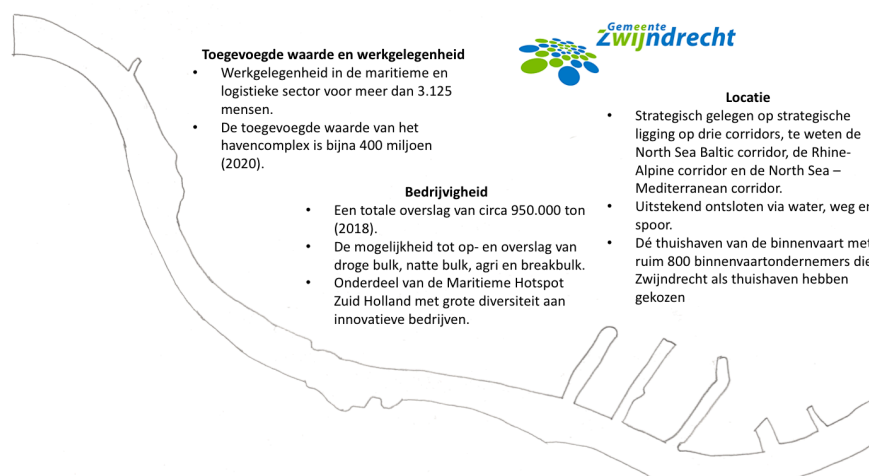 Gemeente
Zwijndrecht
Toegevoegde waarde en werkgelegenheid
• Werkgelegenheid in de maritieme en
logistieke sector voor meer dan 3.125
mensen.
• De toegevoegde waarde van het
havencomplex is bijna 400 miljoen
(2020).
Bedrijvigheid
• Een totale overslag van circa 950.000 ton
(2018).
• De mogelijkheid tot op- en overslag van
droge bulk, natte bulk, agri en breakbulk.
• Onderdeel van de Maritieme Hotspot
Zuid Holland met grote diversiteit aan
innovatieve bedrijven.
Locatie
• Strategisch gelegen op strategische
ligging op drie corridors, te weten de
North Sea Baltic corridor, de Rhine-
Alpine corridor en de North Sea –
Mediterranean corridor.
• Uitstekend ontsloten via water, weg en
spoor.
• Dé thuishaven van de binnenvaart met
ruim 800 binnenvaartondernemers die
Zwijndrecht als thuishaven hebben
gekozen